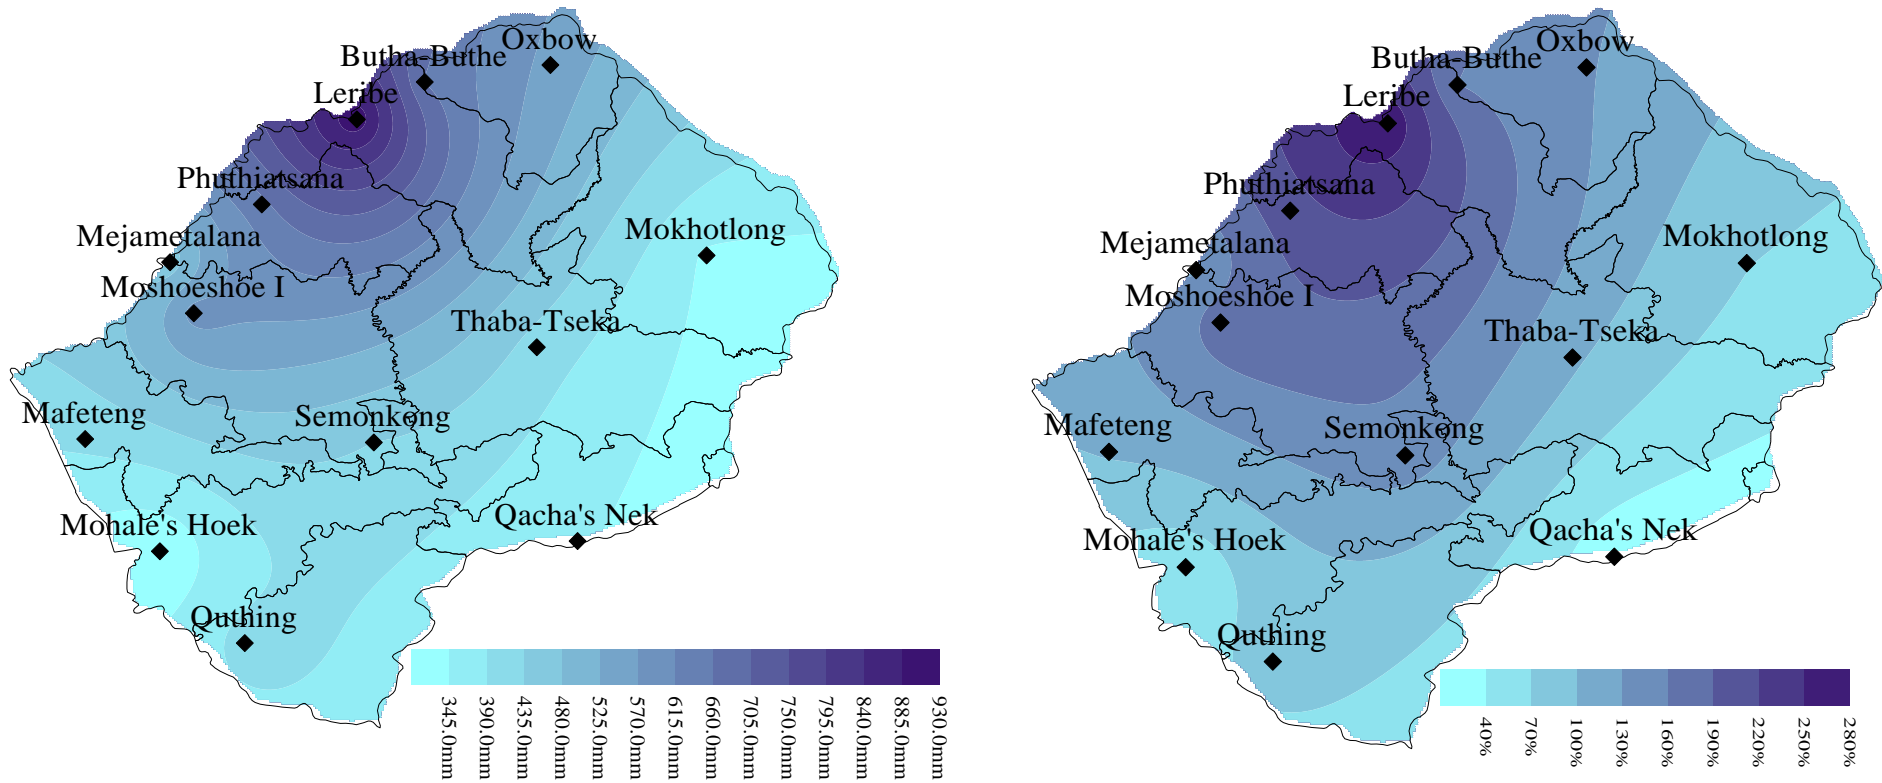 Oxbow
Butha-Buthe
Leribe
Phuthiatsana
Mejametalana
Moshoeshoe I
Mokhotlong
Thaba-Tseka
Mafeteng
Semonkong
Mohale's Hoek
Qacha's Nek
Quthing
345.0mm
390.0mm
435.0mm
480.0mm
525.0mm
570.0mm
615.0mm
660.0mm
705.0mm
750.0mm
795.0mm
840.0mm
885.0mm
930.0mm
Oxbow
Butha-Buthe
Leribe
Phuthiatsana
Mejametalana
Moshoeshoe I
Mokhotlong
Thaba-Tseka
Mafeteng
Semonkong
Mohale's Hoek
Qacha's Nek
Quthing
40%
70%
100%
130%
160%
190%
220%
250%
280%